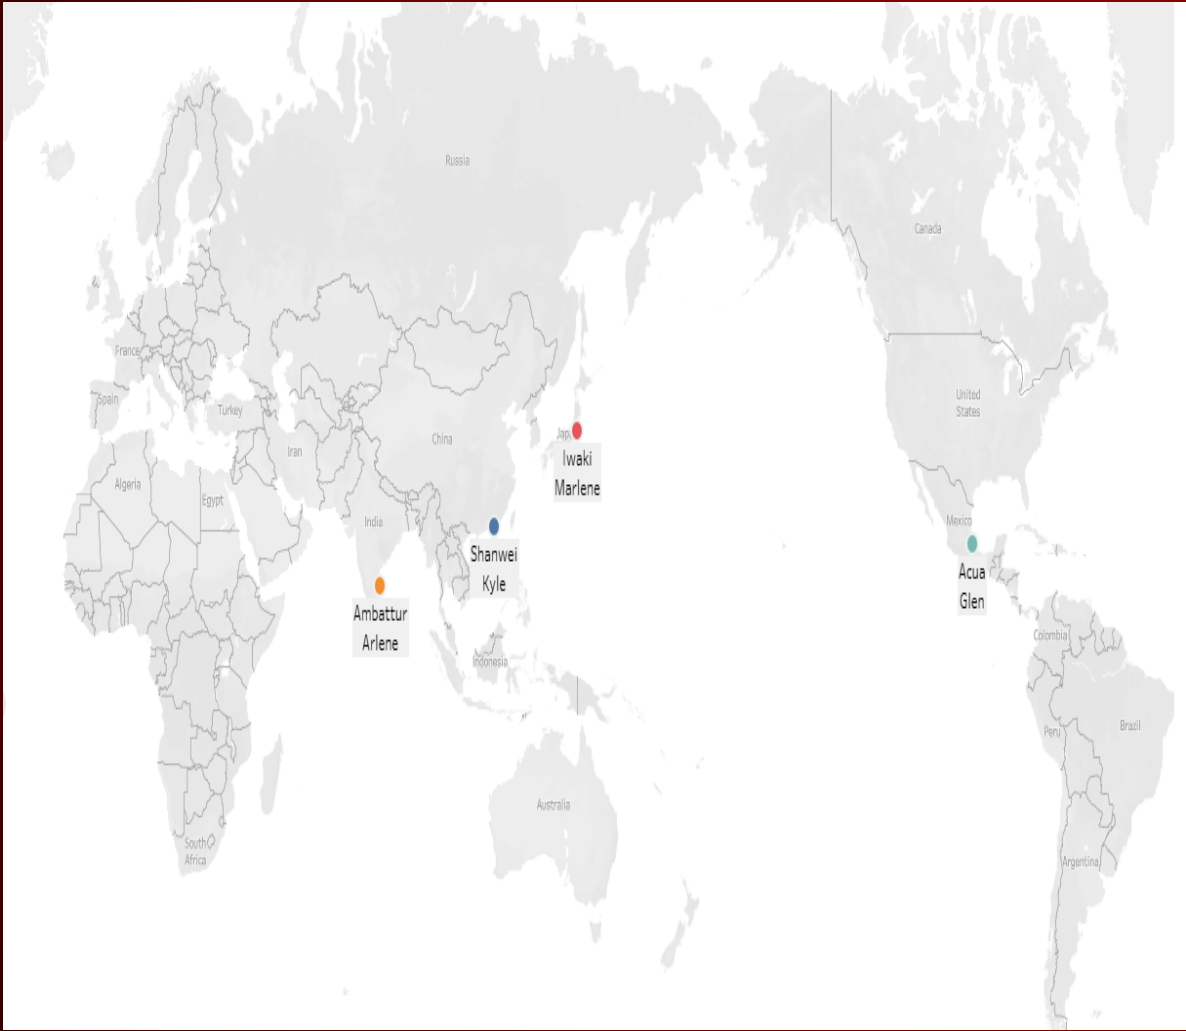 Russia
Canada
France
United
States
Spain
Turkey
China
Japa
Iran
Iwaki
Marlene
Algeria
Egypt
India
Mexico
Shanwei
Kyle
Acua
Glen
Ambattur
Arlene
Colombia
Indonesia
Peru
Brazil
Australia
South
Africa
Argentina